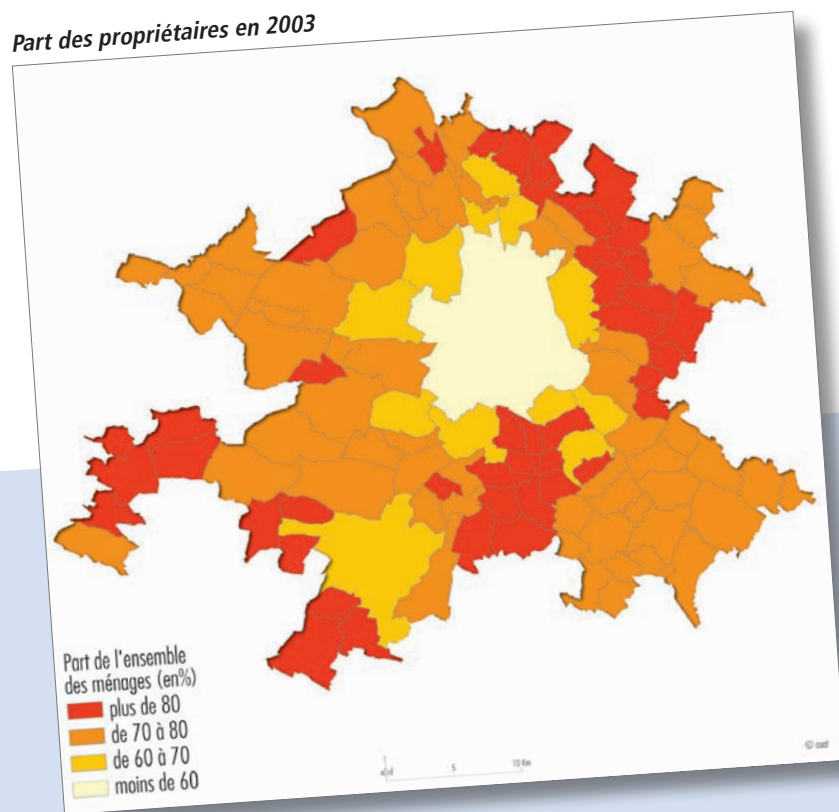 Part des propriétaires en 2003
Part de l'ensemble
des ménages (en%)
plus de 80
de 70 à 80
de 60 à 70
moins de 60
5
10 Km